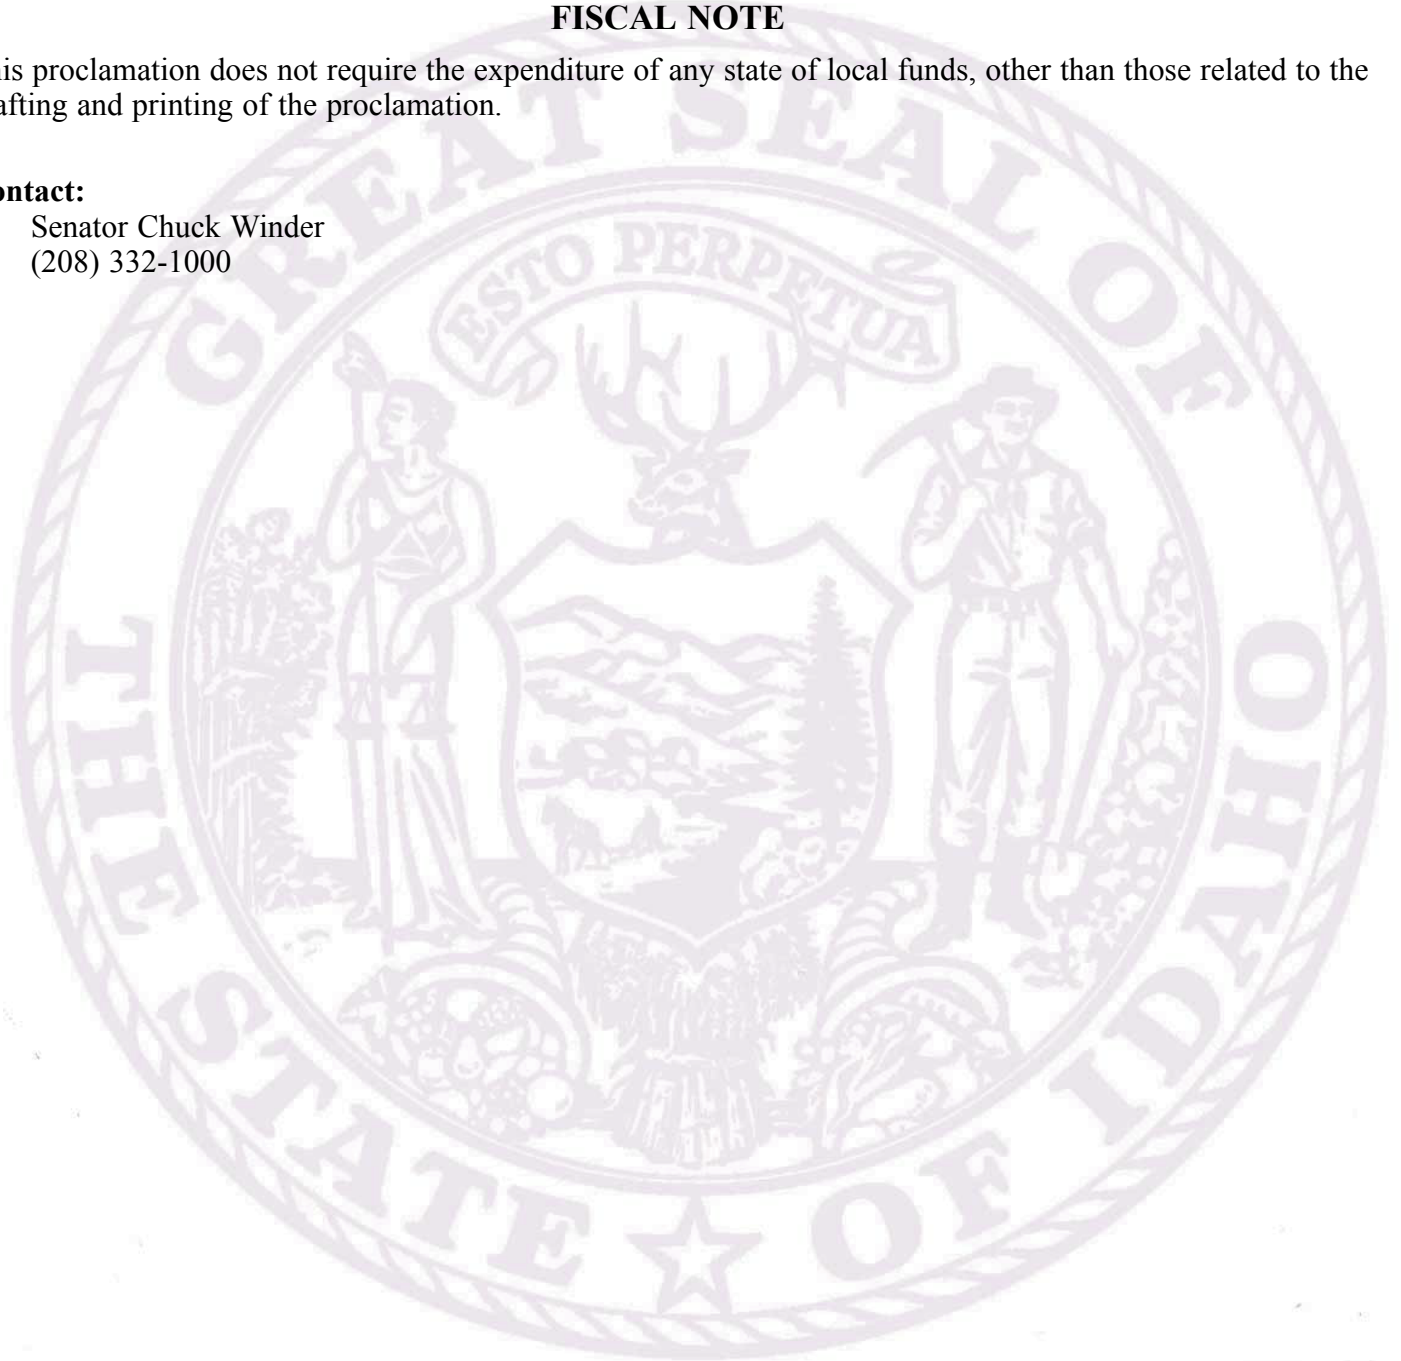 FISCAL NOTE
his proclamation does not require the expenditure of any state of local funds, other than those related to the
afting and printing of the proclamation.
ontact:
Senator Chuck Winder
(208) 332-1000
GREAT SEAL OF
ESTO PERPETUA
THE STATE OF IDAHO